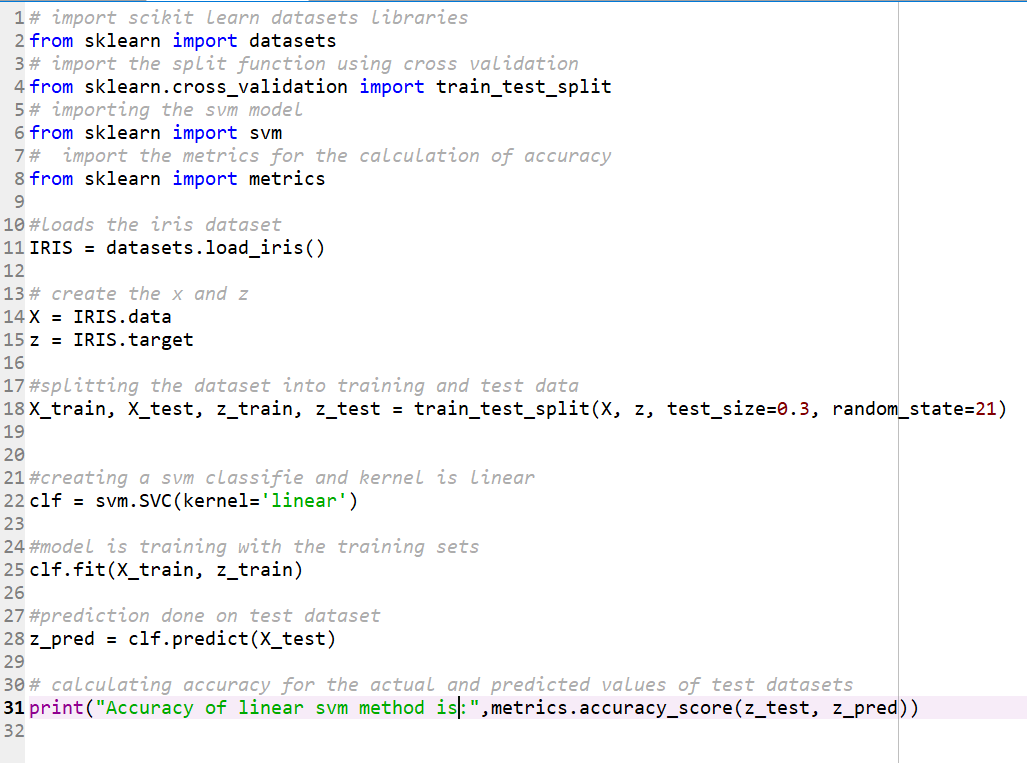 1 # import scikit learn datasets libraries
2 from sklearn import datasets
3 # import the split function using cross validation
4 from sklearn.cross_validation import train_test_split
5 # importing the svm model
6 from sklearn import svm
7 #  import the metrics for the calculation of accuracy
8 from sklearn import metrics
9
10 #loads the iris dataset
11 IRIS = datasets.load_iris()
12
13 # create the x and z
14 X = IRIS.data
15 z = IRIS.target
16
17 #splitting the dataset into training and test data
18 X_train, X_test, z_train, z_test = train_test_split(X, z, test_size=0.3, random_state=21)
19
20
21 #creating a svm classifie and kernel is linear
22 clf = svm.SVC(kernel='linear')
23
24 #model is training with the training sets
25 clf.fit(X_train, z_train)
26
27 #prediction done on test dataset
28 z_pred = clf.predict(X_test)
29
30 # calculating accuracy for the actual and predicted values of test datasets
31 print("Accuracy of linear svm method is:",metrics.accuracy_score(z_test, z_pred))
32